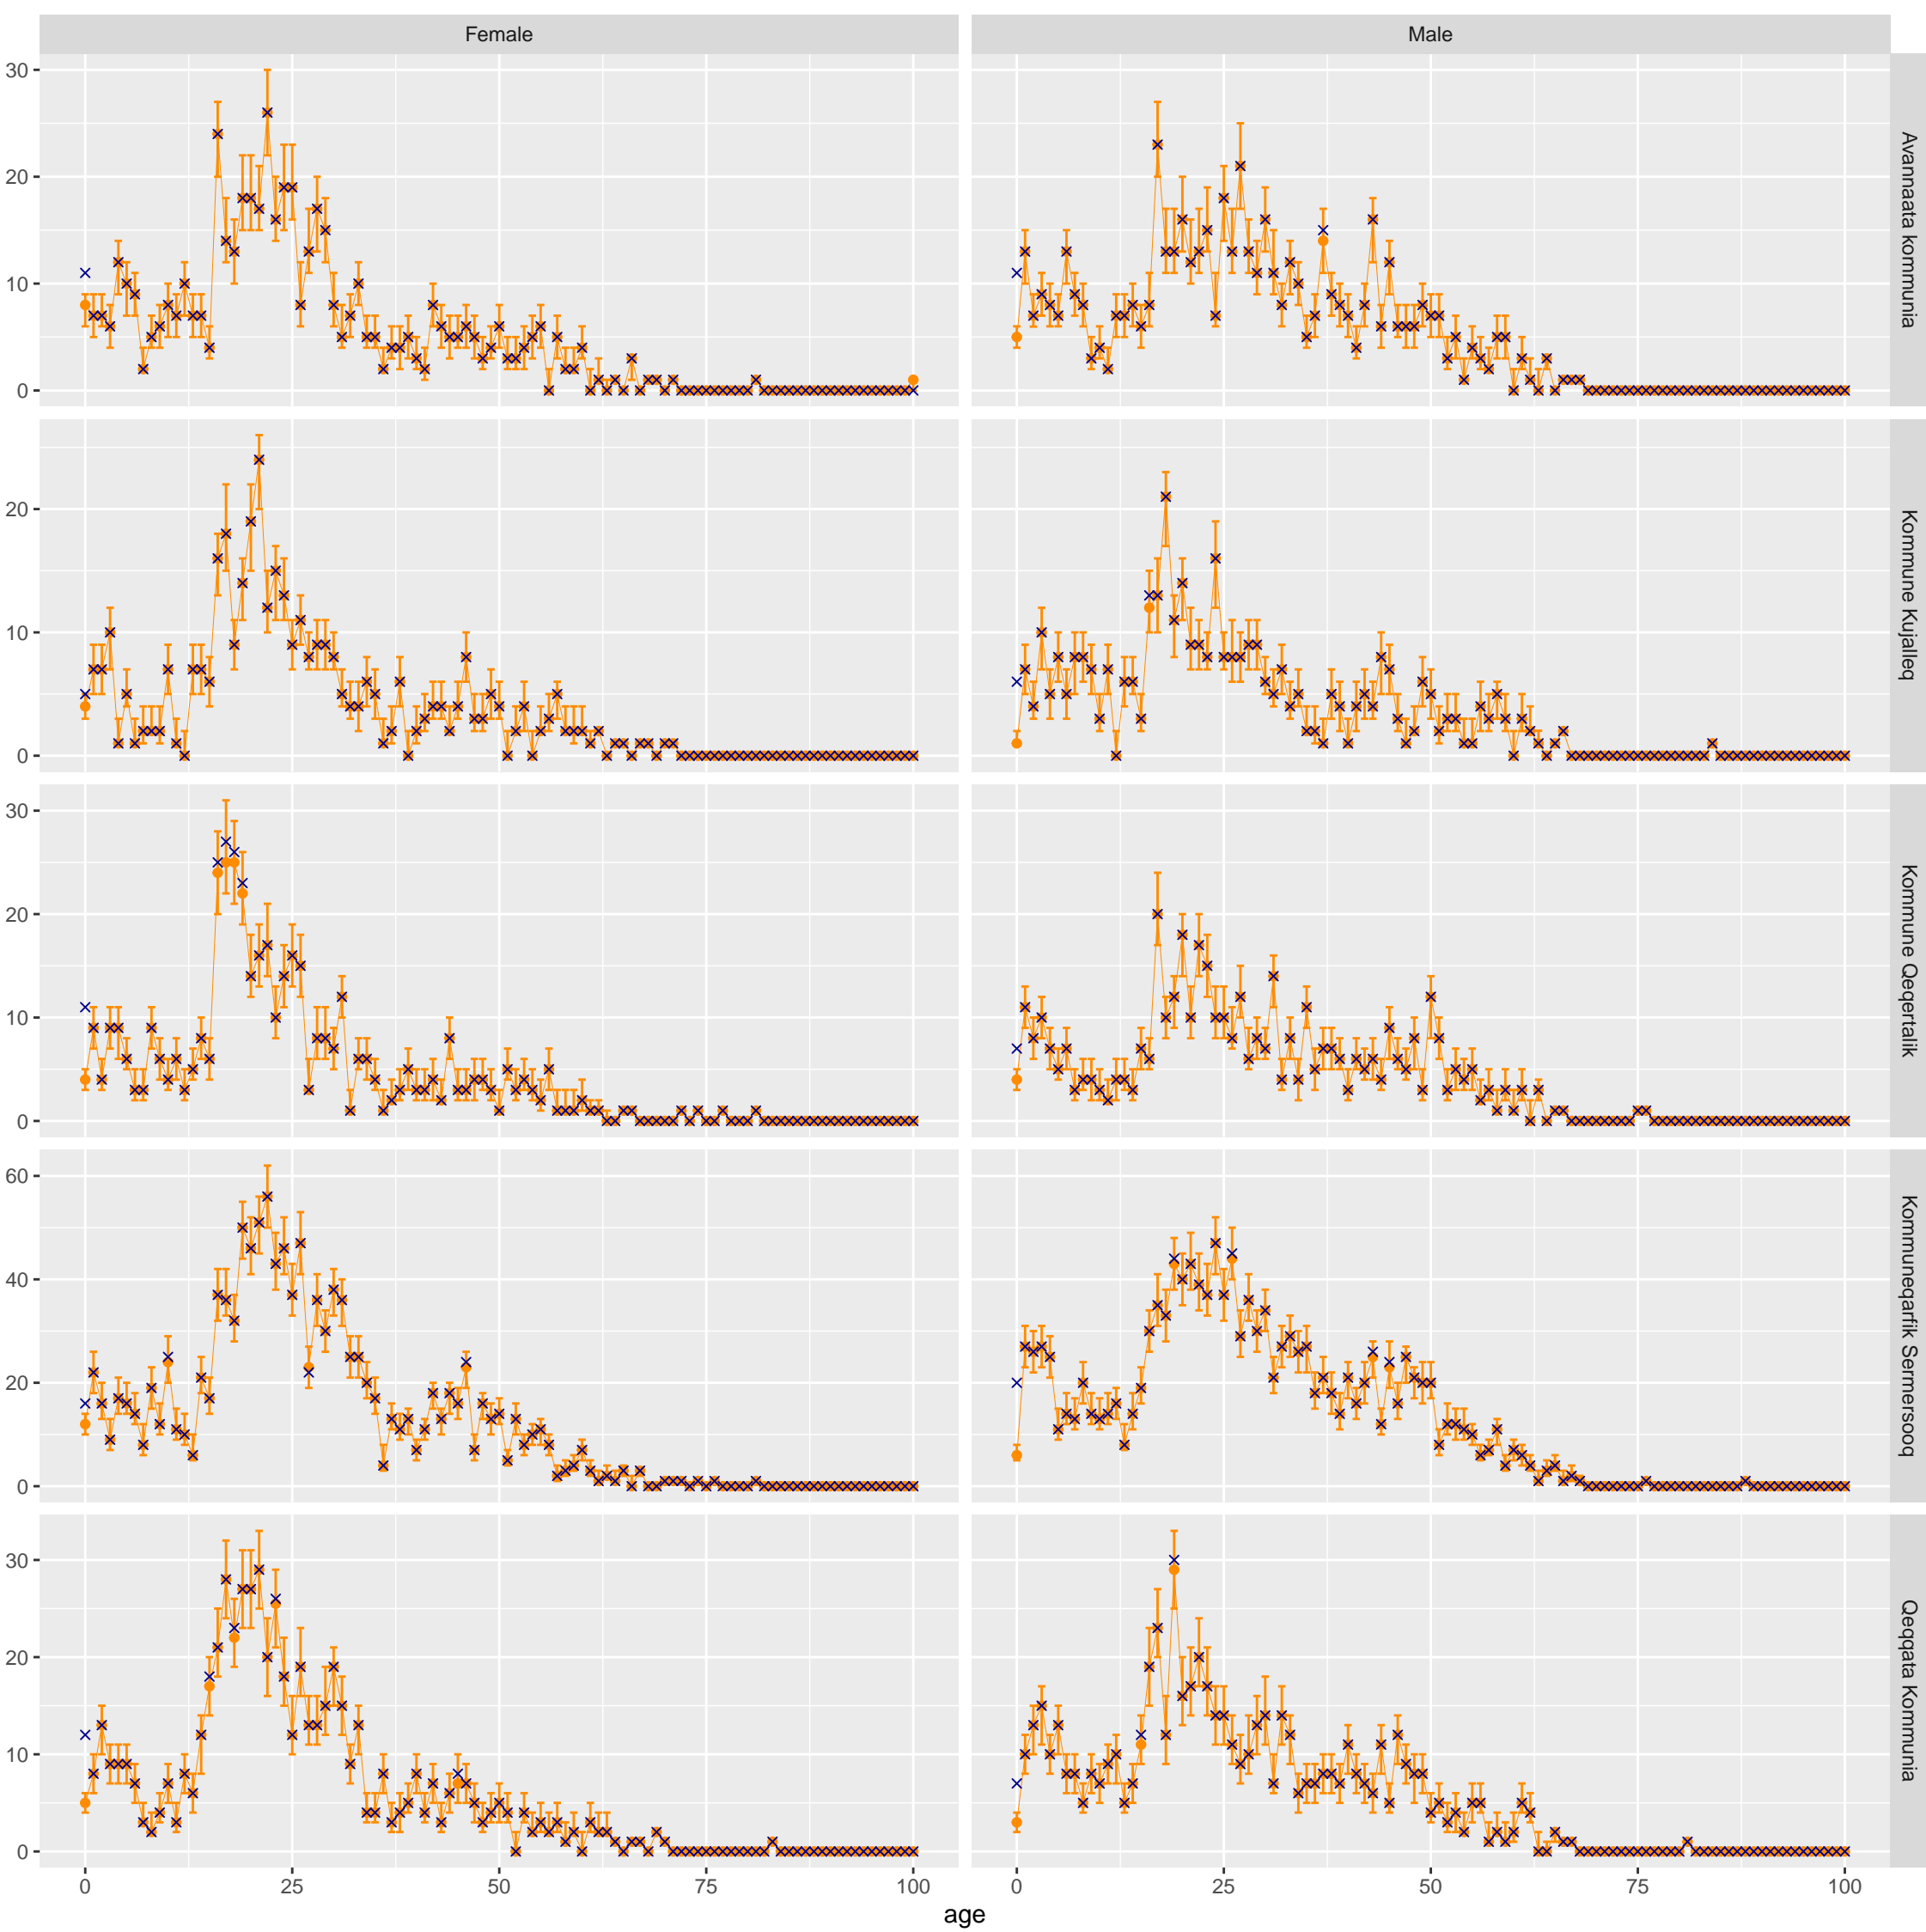 Female
Male
30
20
10
0
Avannaata kommunia
20
10
0
Kommune Kujalleq
30
20
10
0
Kommune Qeqertalik
60
40
20
0
Kommuneqarfik Sermersooq
30
20
10
0
Qeqqata Kommunia
0 25 50 75 100
0 25 50 75 100
age